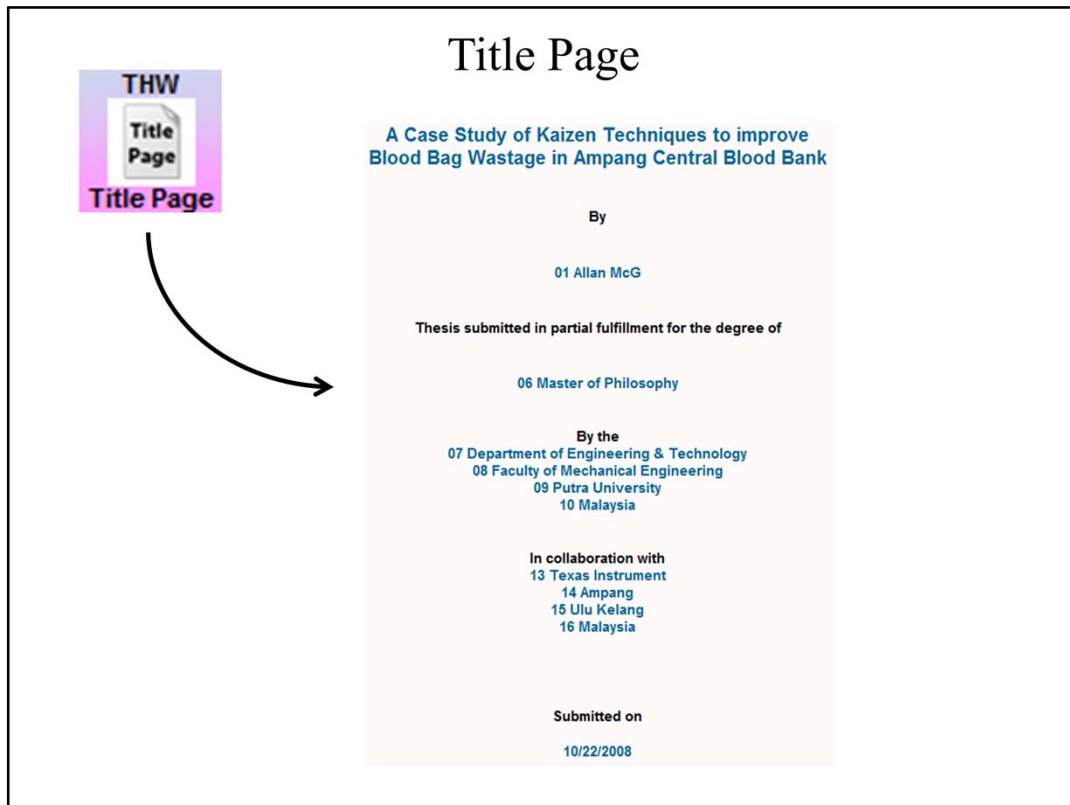 Title Page
THW
Title
Page
Title Page
A Case Study of Kaizen Techniques to improve
Blood Bag Wastage in Ampang Central Blood Bank
By
01 Allan McG
Thesis submitted in partial fulfillment for the degree of
06 Master of Philosophy
By the
07 Department of Engineering & Technology
08 Faculty of Mechanical Engineering
09 Putra University
10 Malaysia
In collaboration with
13 Texas Instrument
14 Ampang
15 Ulu Kelang
16 Malaysia
Submitted on
10/22/2008